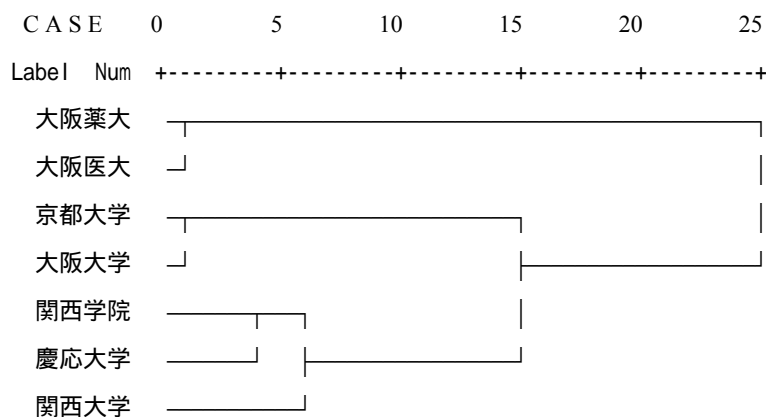 CASE 0 5 10 15 20 25
Label Num +---------+---------+---------+---------+---------+
大阪薬大
大阪医大
京都大学
大阪大学
関西学院
慶応大学
関西大学